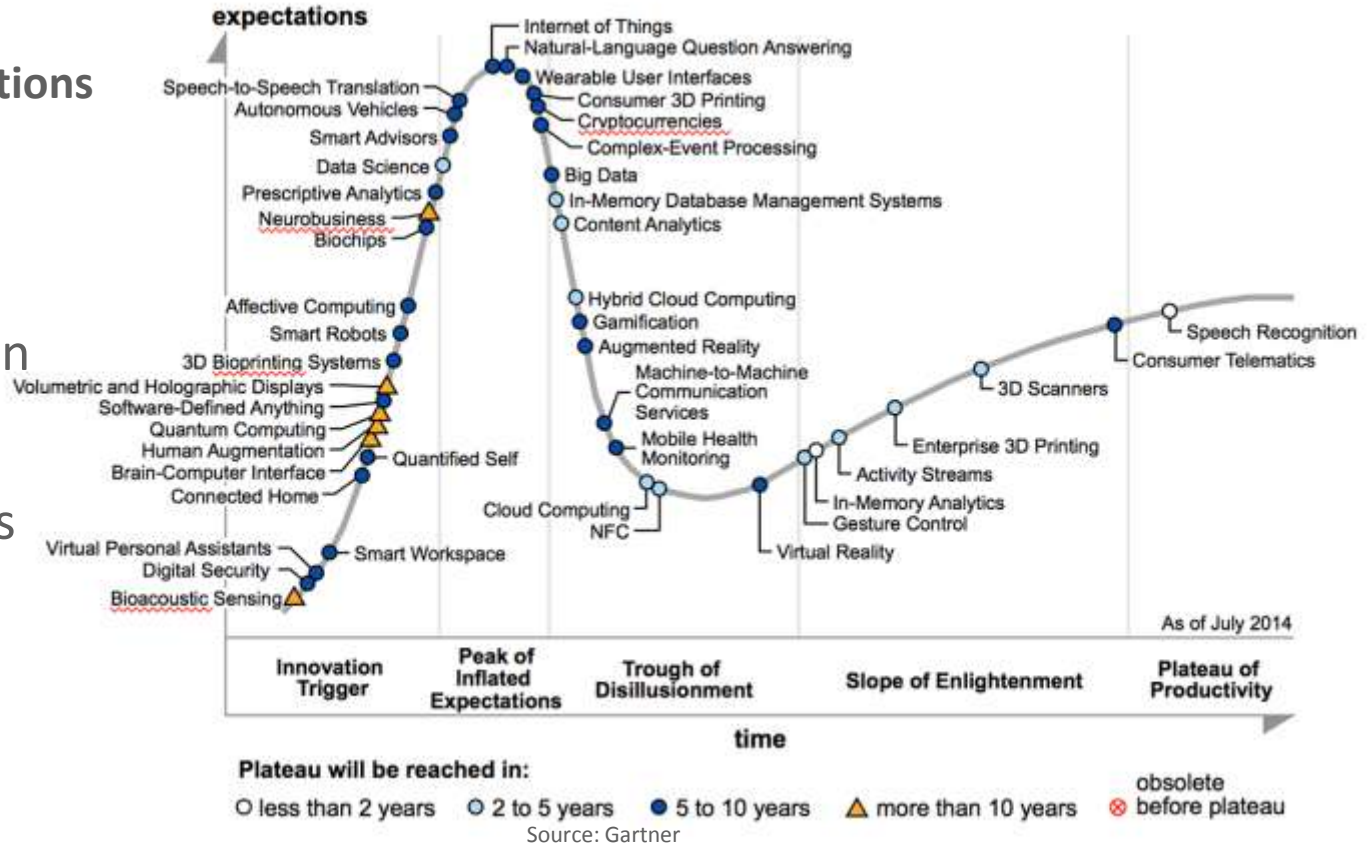 expectations
tions
n
s
Internet of Things
Natural-Language Question Answering
Wearable User Interfaces
Consumer 3D Printing
Cryptocurrencies
Complex-Event Processing
Big Data
In-Memory Database Management Systems
Content Analytics
Hybrid Cloud Computing
Gamification
Augmented Reality
Machine-to-Machine
Communication
Services
Mobile Health
Monitoring
Speech-to-Speech Translation
Autonomous Vehicles
Smart Advisors
Data Science
Prescriptive Analytics
Neurobusiness
Biochips
Affective Computing
Smart Robots
3D Bioprinting Systems
Volumetric and Holographic Displays
Software-Defined Anything
Quantum Computing
Human Augmentation
Brain-Computer Interface
Connected Home
Quantified Self
Virtual Personal Assistants
Digital Security
Bioacoustic Sensing
Smart Workspace
Cloud Computing
NFC
Virtual Reality
Gesture Control
In-Memory Analytics
Activity Streams
Enterprise 3D Printing
3D Scanners
Consumer Telematics
Speech Recognition
As of July 2014
Innovation
Trigger
Peak of
Inflated
Expectations
Trough of
Disillusionment
Slope of Enlightenment
Plateau of
Productivity
time
Plateau will be reached in:
less than 2 years
2 to 5 years
5 to 10 years
more than 10 years
obsolete
before plateau
Source: Gartner